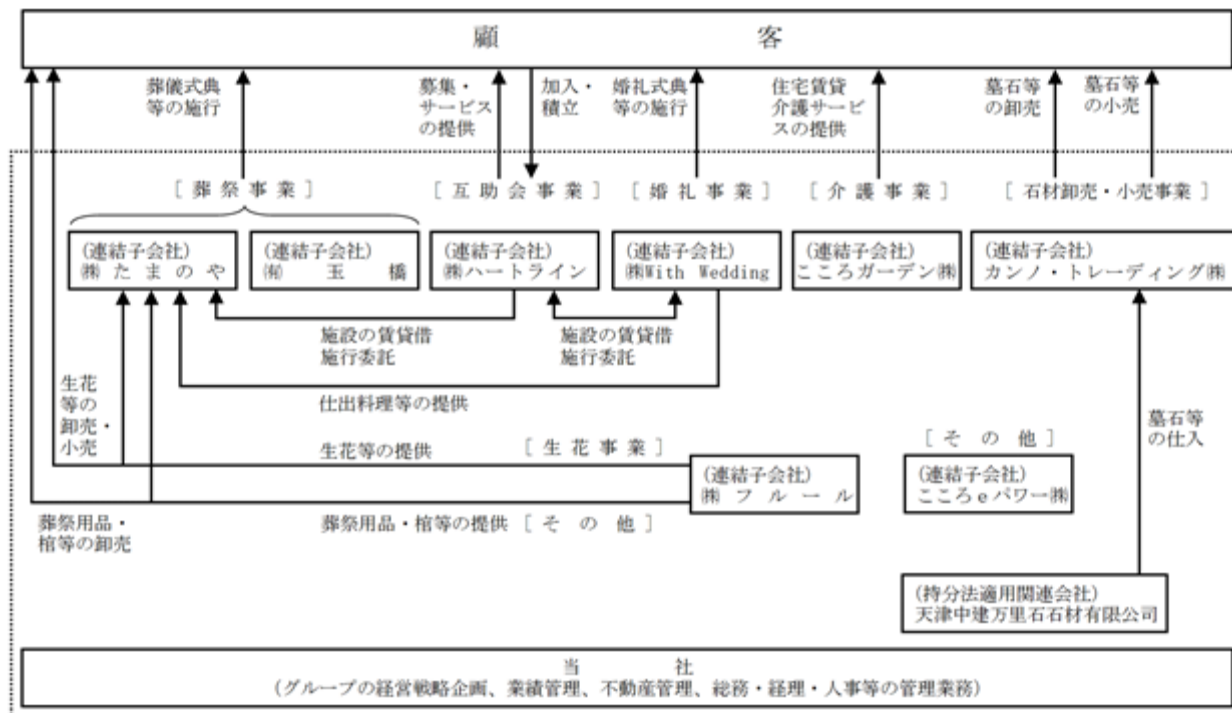 顧客
葬儀式典
等の施行
募集・
サービス
の提供
加入・
積立
婚礼式典
等の施行
住宅賃貸
介護サービ
スの提供
墓石等
の卸売
墓石等
の小売
[葬祭事業]
[互助会事業]
[婚礼事業]
[介護事業]
[石材卸売・小売事業]
(連結子会社)
㈱たまのや
(連結子会社)
㈲玉橋
(連結子会社)
㈱ハートライン
(連結子会社)
㈱With Wedding
(連結子会社)
こころガーデン㈱
(連結子会社)
カンノ・トレーディング㈱
施設の賃貸借
施行委託
施設の賃貸借
施行委託
仕出料理等の提供
生花
等の
卸売・
小売
生花等の提供
[生花事業]
[その他]
墓石等
の仕入
(連結子会社)
㈱フルール
(連結子会社)
こころeパワー㈱
葬祭用品・
棺等の卸売
葬祭用品・棺等の提供
[その他]
(持分法適用関連会社)
天津中建万里石石材有限公司
当社
(グループの経営戦略企画、業績管理、不動産管理、総務・経理・人事等の管理業務)